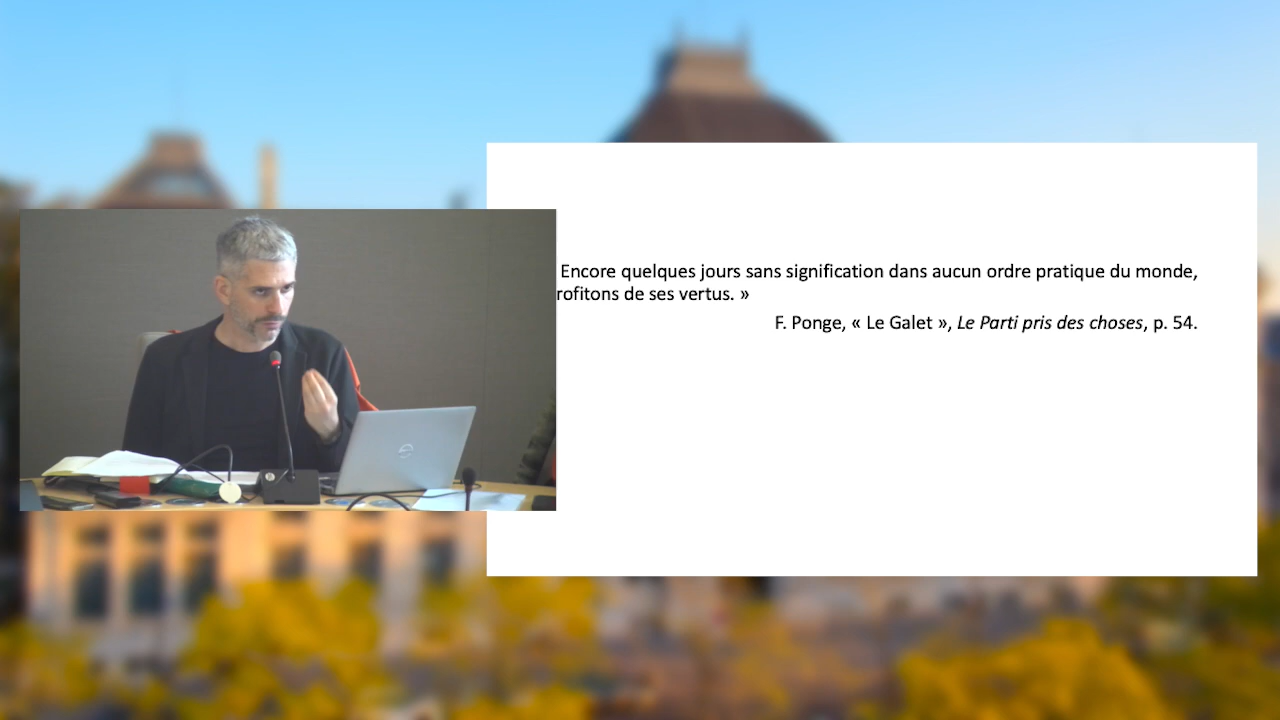 Encore quelques jours sans signification dans aucun ordre pratique du monde,
rofitons de ses vertus. »
F. Ponge, « Le Galet », Le Parti pris des choses, p. 54.